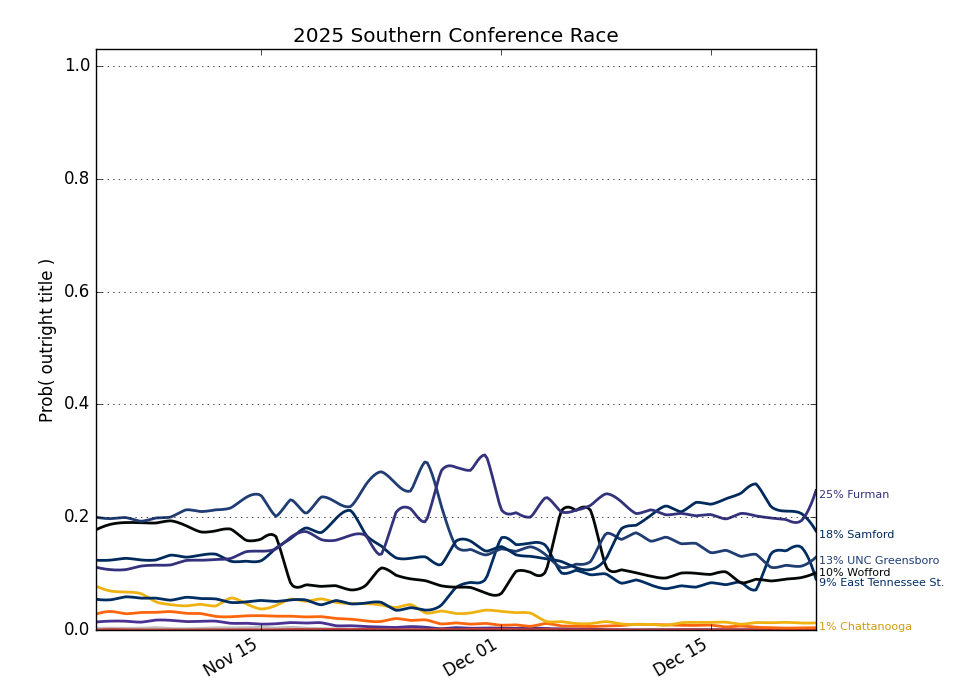 2025 Southern Conference Race
Prob( outright title )
1.0
0.8
0.6
0.4
0.2
0.0
Nov 15
Dec 01
Dec 15
25% Furman
18% Samford
13% UNC Greensboro
10% Wofford
9% East Tennessee St.
1% Chattanooga